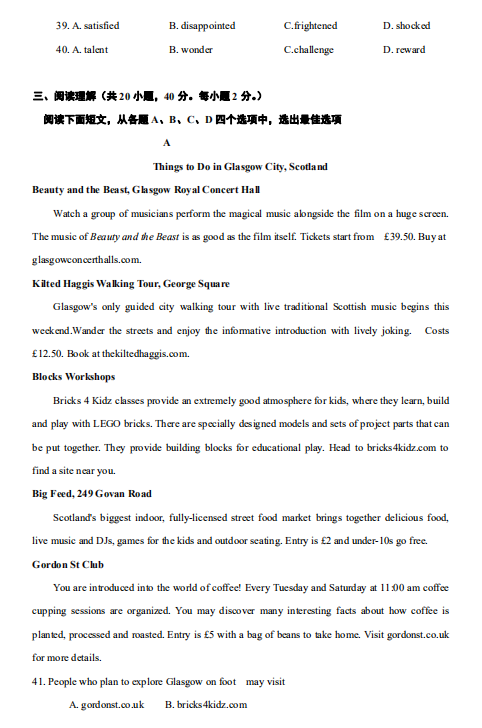 39. A. satisfied B. disappointed C.frightened D. shocked
40. A. talent B. wonder C.challenge D. reward
三、阅读理解（共 20 小题，40 分。每小题 2 分。）
阅读下面短文，从各题 A、B、C、D 四个选项中，选出最佳选项
A
Things to Do in Glasgow City, Scotland
Beauty and the Beast, Glasgow Royal Concert Hall
Watch a group of musicians perform the magical music alongside the film on a huge screen.
The music of Beauty and the Beast is as good as the film itself. Tickets start from £39.50. Buy at
glasgowconcerthalls.com.
Kilted Haggis Walking Tour, George Square
Glasgow's only guided city walking tour with live traditional Scottish music begins this
weekend.Wander the streets and enjoy the informative introduction with lively joking. Costs
£12.50. Book at thekiltedhaggis.com.
Blocks Workshops
Bricks 4 Kidz classes provide an extremely good atmosphere for kids, where they learn, build
and play with LEGO bricks. There are specially designed models and sets of project parts that can
be put together. They provide building blocks for educational play. Head to bricks4kidz.com to
find a site near you.
Big Feed, 249 Govan Road
Scotland's biggest indoor, fully-licensed street food market brings together delicious food,
live music and DJs, games for the kids and outdoor seating. Entry is £2 and under-10s go free.
Gordon St Club
You are introduced into the world of coffee! Every Tuesday and Saturday at 11:00 am coffee
cupping sessions are organized. You may discover many interesting facts about how coffee is
planted, processed and roasted. Entry is £5 with a bag of beans to take home. Visit gordonst.co.uk
for more details.
41. People who plan to explore Glasgow on foot may visit
A. gordonst.co.uk B. bricks4kidz.com